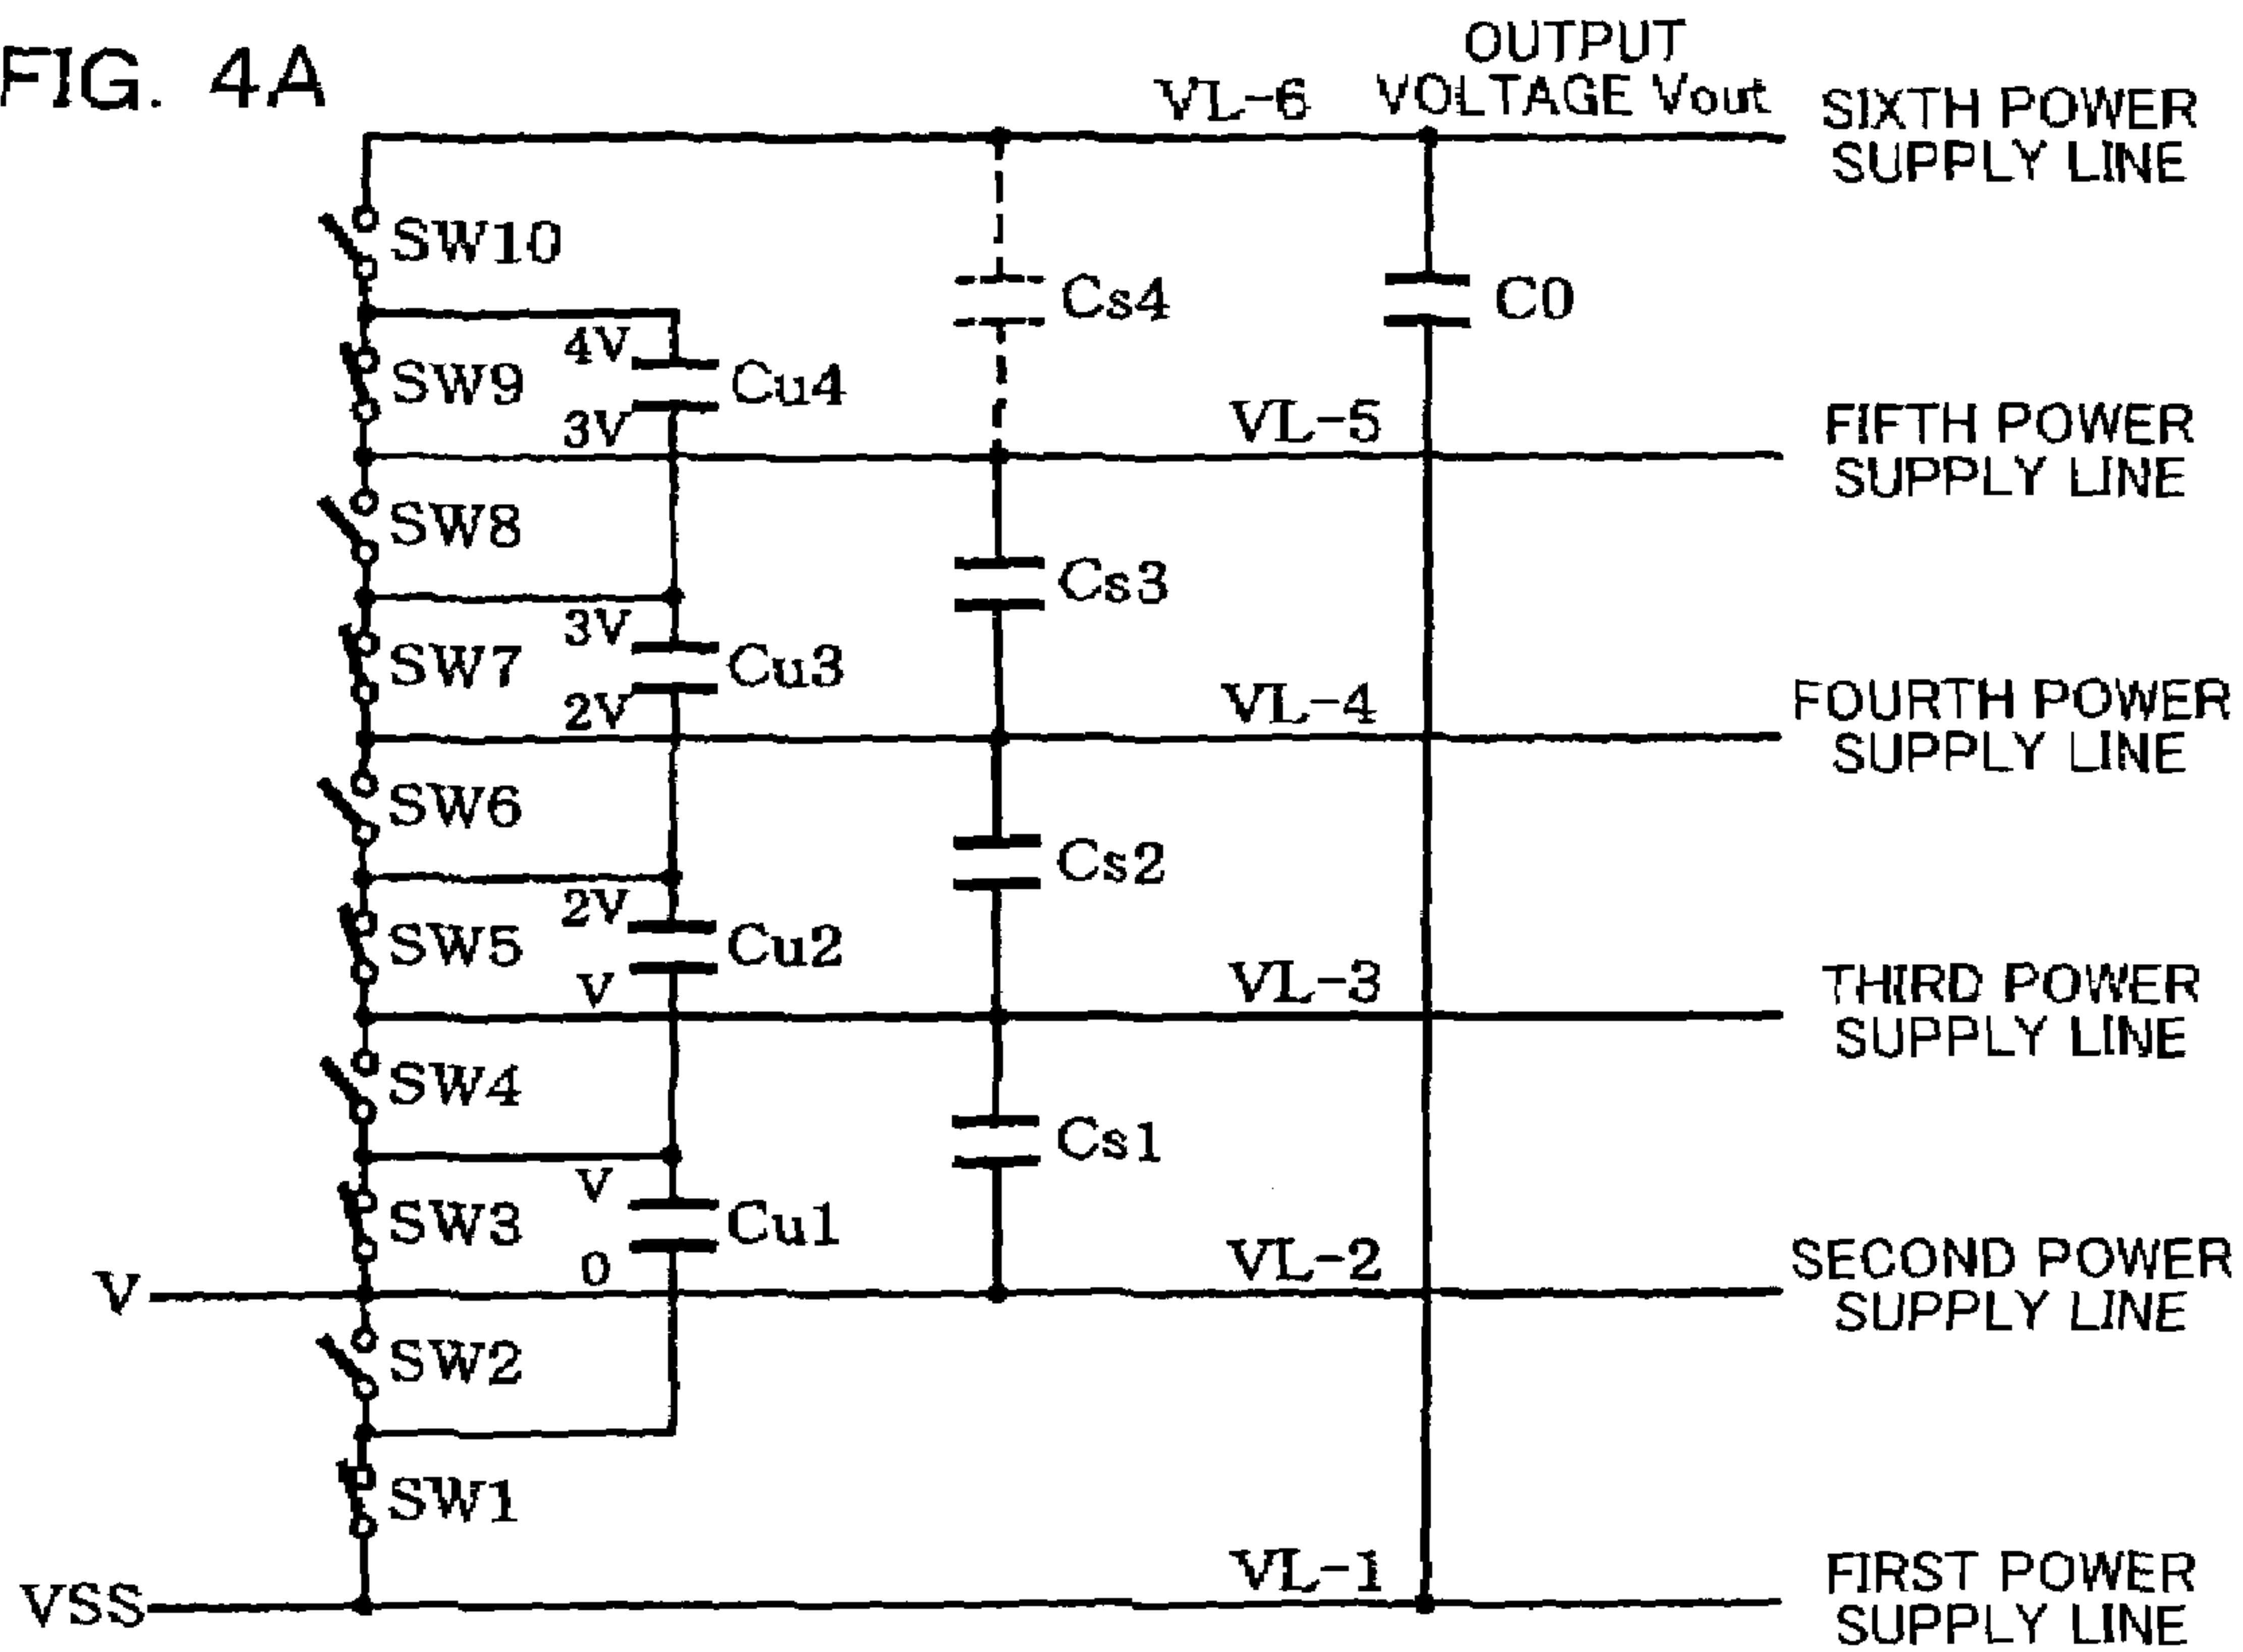 FIG. 4A
OUTPUT
VOLTAGE Vout
VL-6
SIXTH POWER
SUPPLY LINE
SW10
Cs4
C0
4V
SW9
Cu4
3V
VL-5
FIFTH POWER
SUPPLY LINE
SW8
Cs3
3V
SW7
Cu3
2V
VL-4
FOURTH POWER
SUPPLY LINE
SW6
Cs2
2V
SW5
Cu2
V
VL-3
THIRD POWER
SUPPLY LINE
SW4
Cs1
V
SW3
Cu1
0
VL-2
SECOND POWER
SUPPLY LINE
V
SW2
SW1
VL-1
FIRST POWER
SUPPLY LINE
VSS